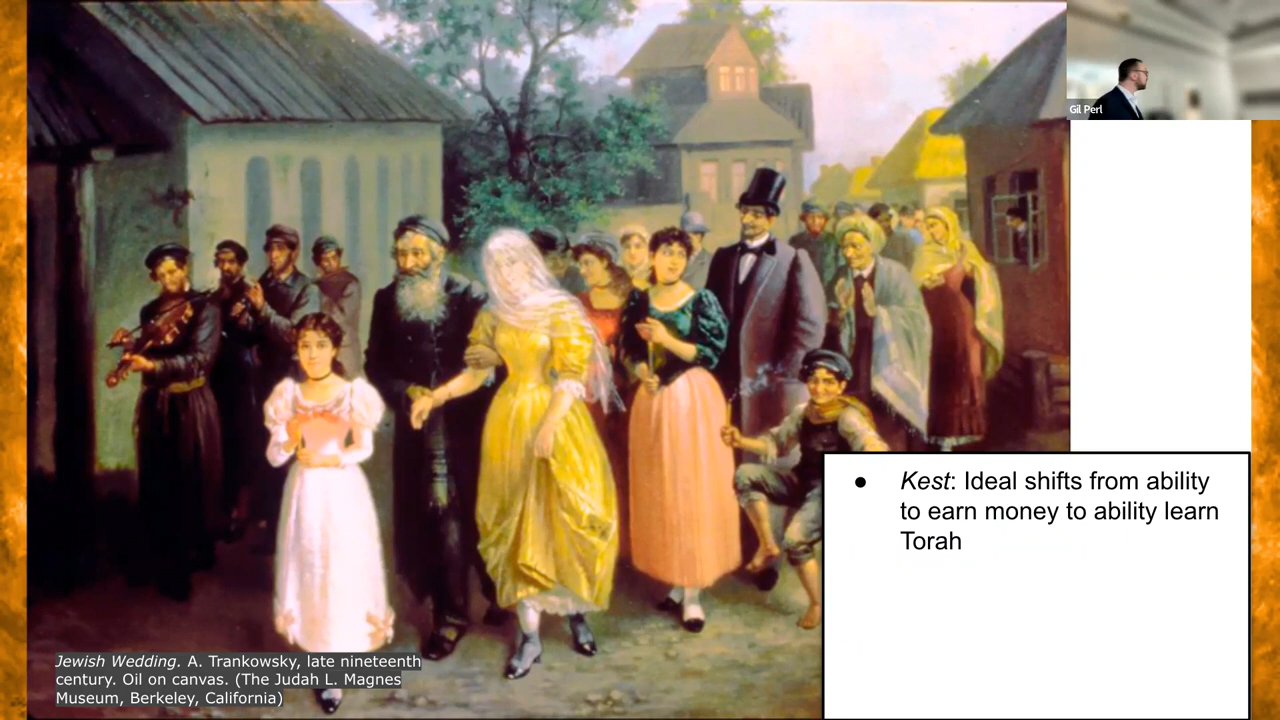 Gil Perl
● Kest: Ideal shifts from ability
to earn money to ability learn
Torah
Jewish Wedding. A. Trankowsky, late nineteenth
century. Oil on canvas. (The Judah L. Magnes
Museum, Berkeley, California)